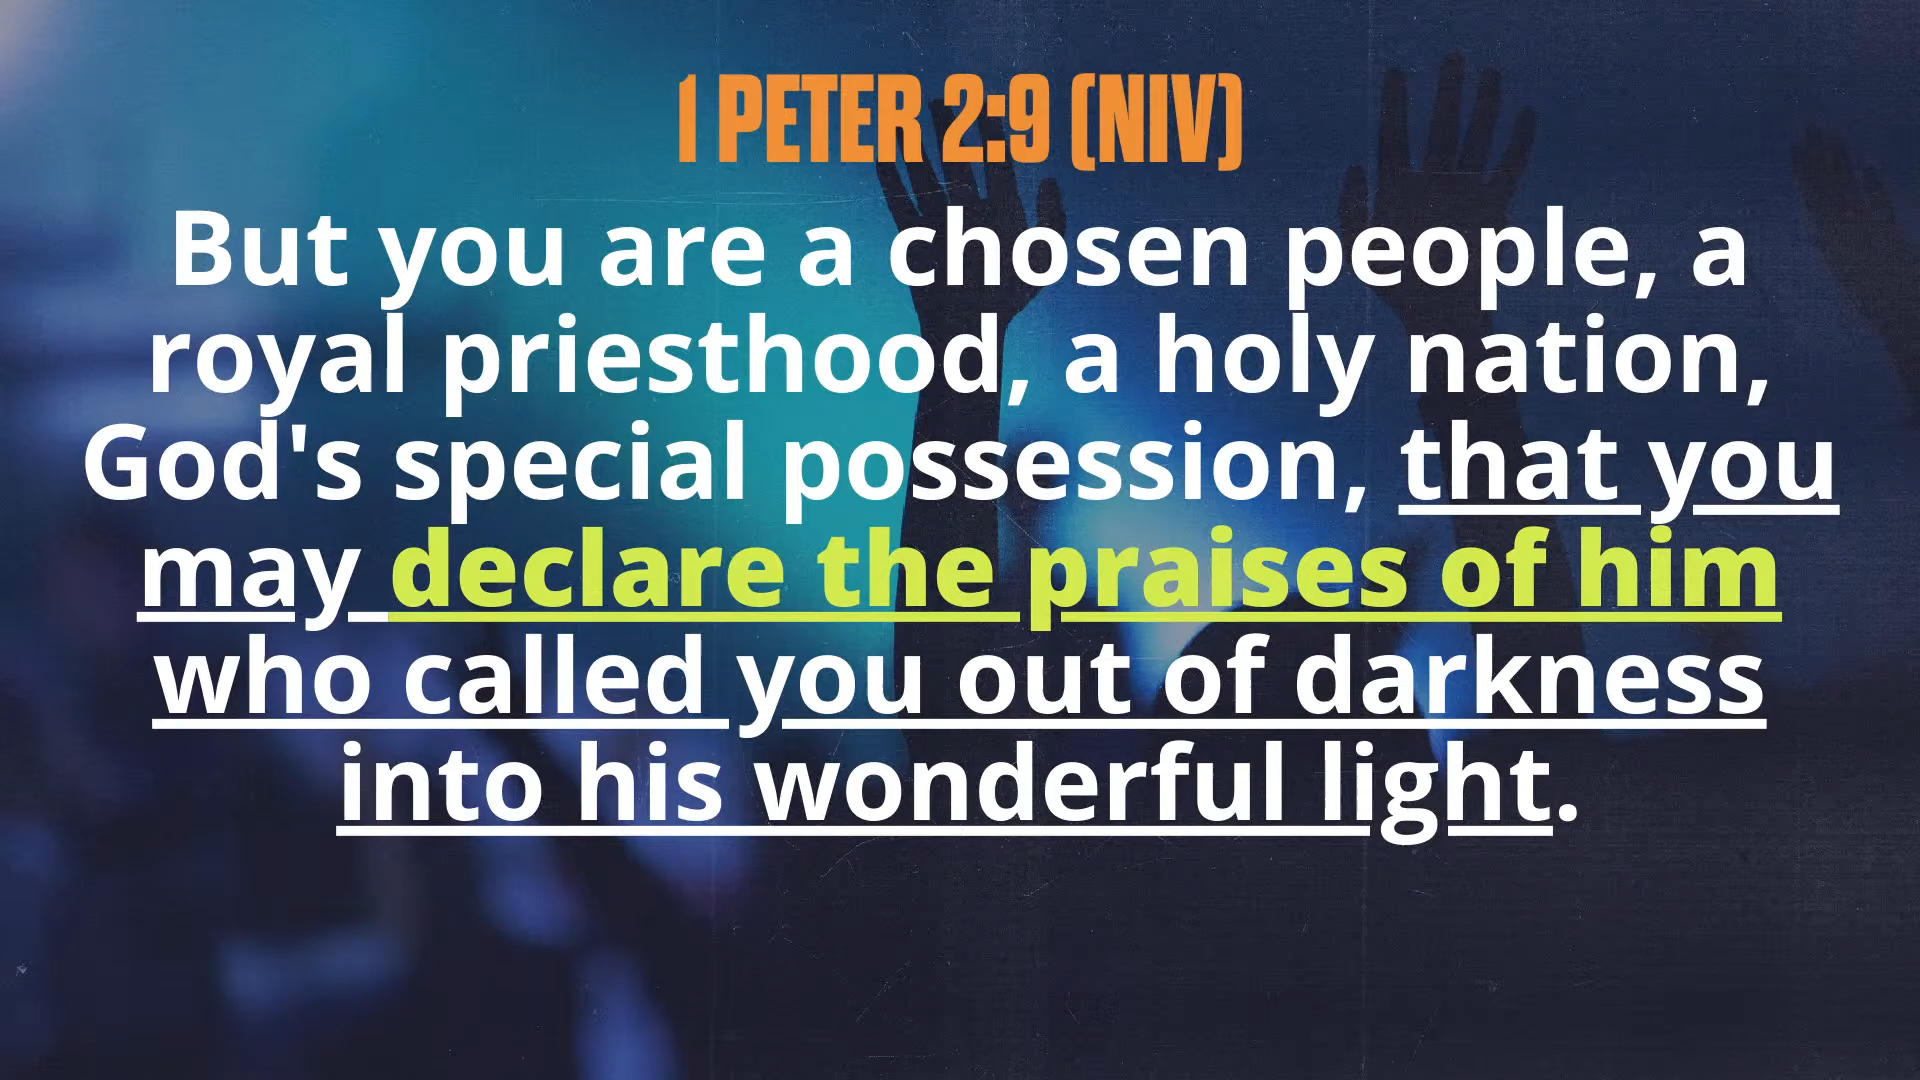 1 PETER 2:9 (NIV)
But you are a chosen people, a
royal priesthood, a holy nation,
God's special possession, that you
may declare the praises of him
who called you out of darkness
into his wonderful light.